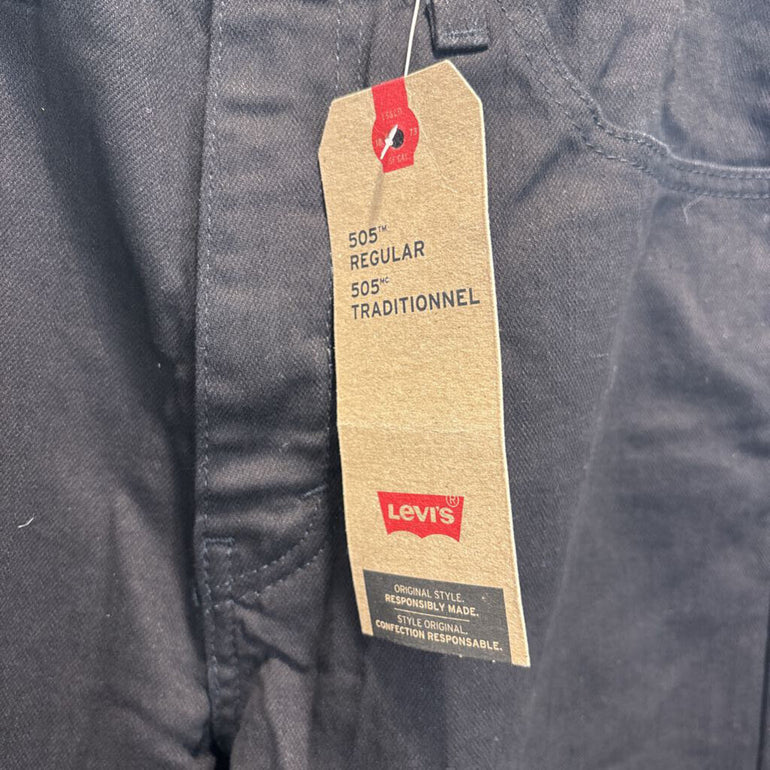 505™
REGULAR
505ᴹᶜ
TRADITIONNEL
LEVI'S®
ORIGINAL STYLE.
RESPONSIBLY MADE.
STYLE ORIGINAL.
CONFECTION RESPONSABLE.